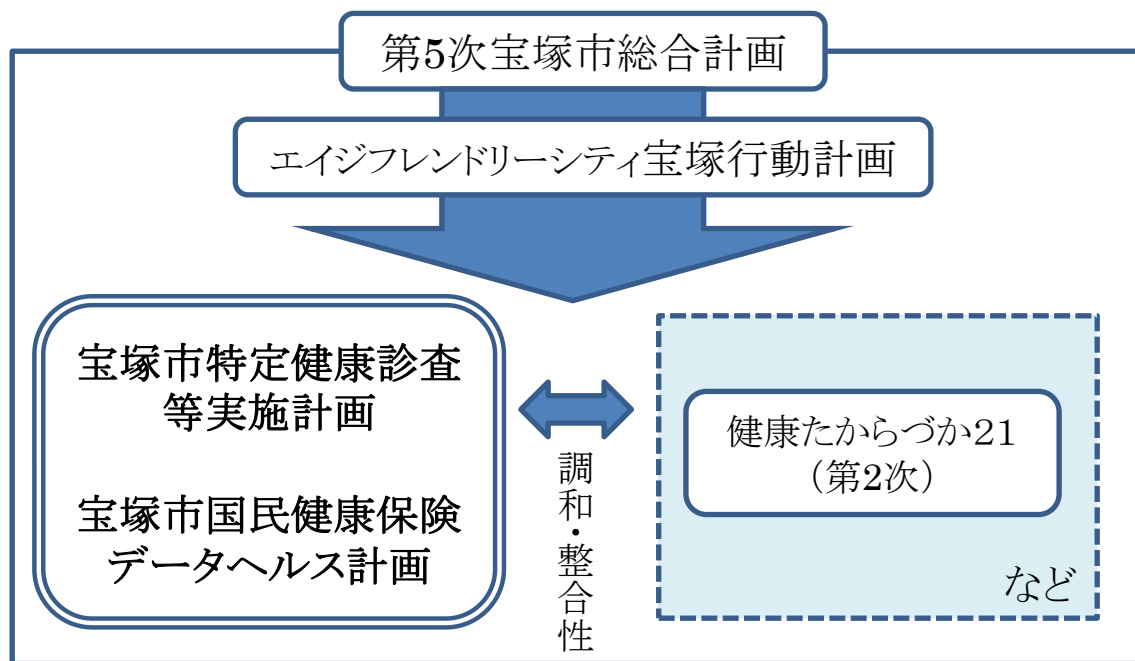 第5次宝塚市総合計画
エイジフレンドリーシティ宝塚行動計画
宝塚市特定健康診査
等実施計画
宝塚市国民健康保険
データヘルス計画
調和・整合性
健康たからづか21
（第2次）
など